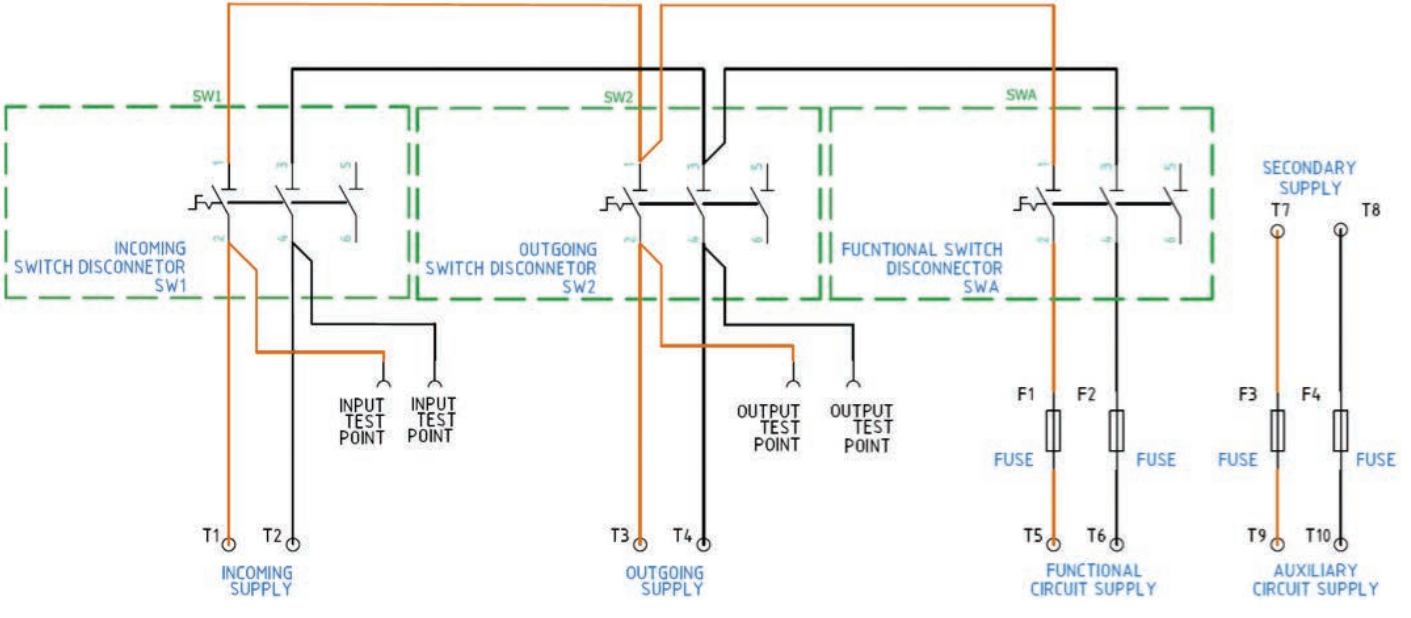 SW1
SW2
SWA
1
3
5
1
3
5
1
3
5
2
4
6
2
4
6
2
4
6
INCOMING
SWITCH DISCONNETOR
SW1
OUTGOING
SWITCH DISCONNETOR
SW2
FUCNTIONAL SWITCH
DISCONNECTOR
SWA
SECONDARY
SUPPLY
T7
T8
INPUT
TEST
POINT
INPUT
TEST
POINT
OUTPUT
TEST
POINT
OUTPUT
TEST
POINT
F1
F2
F3
F4
FUSE
FUSE
FUSE
FUSE
T1
T2
T3
T4
T5
T6
T9
T10
INCOMING
SUPPLY
OUTGOING
SUPPLY
FUNCTIONAL
CIRCUIT SUPPLY
AUXILIARY
CIRCUIT SUPPLY